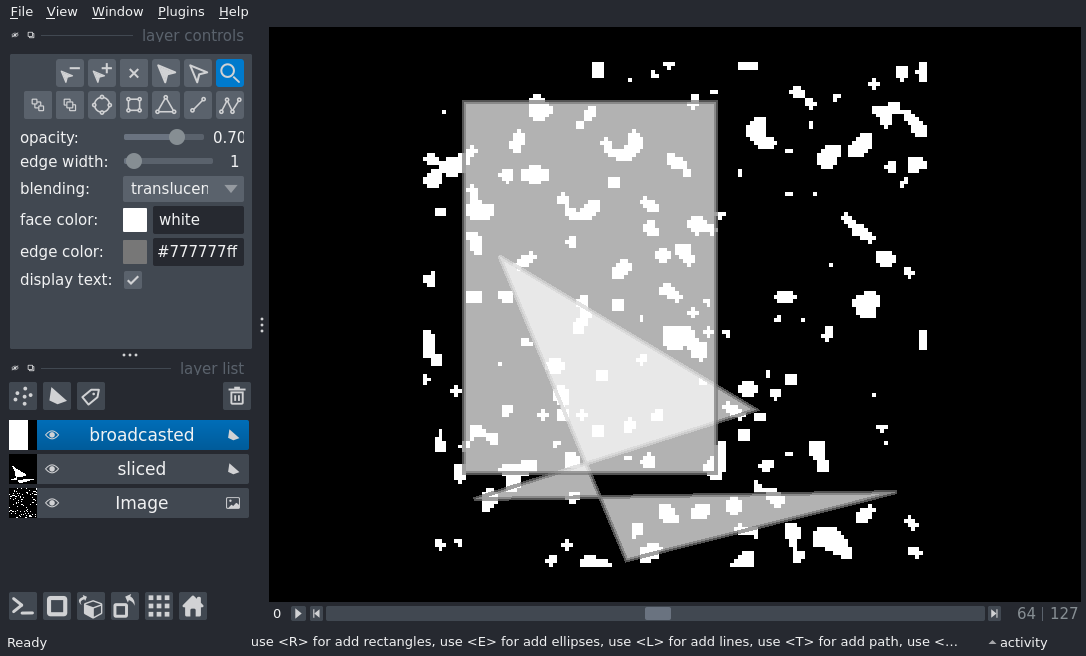 File View Window Plugins Help
layer controls
opacity: 0.70
edge width: 1
blending: translucen
face color: white
edge color: #777777ff
display text:
layer list
broadcasted
sliced
Image
0 64 | 127
Ready use <R> for add rectangles, use <E> for add ellipses, use <L> for add lines, use <T> for add path, use <... activity